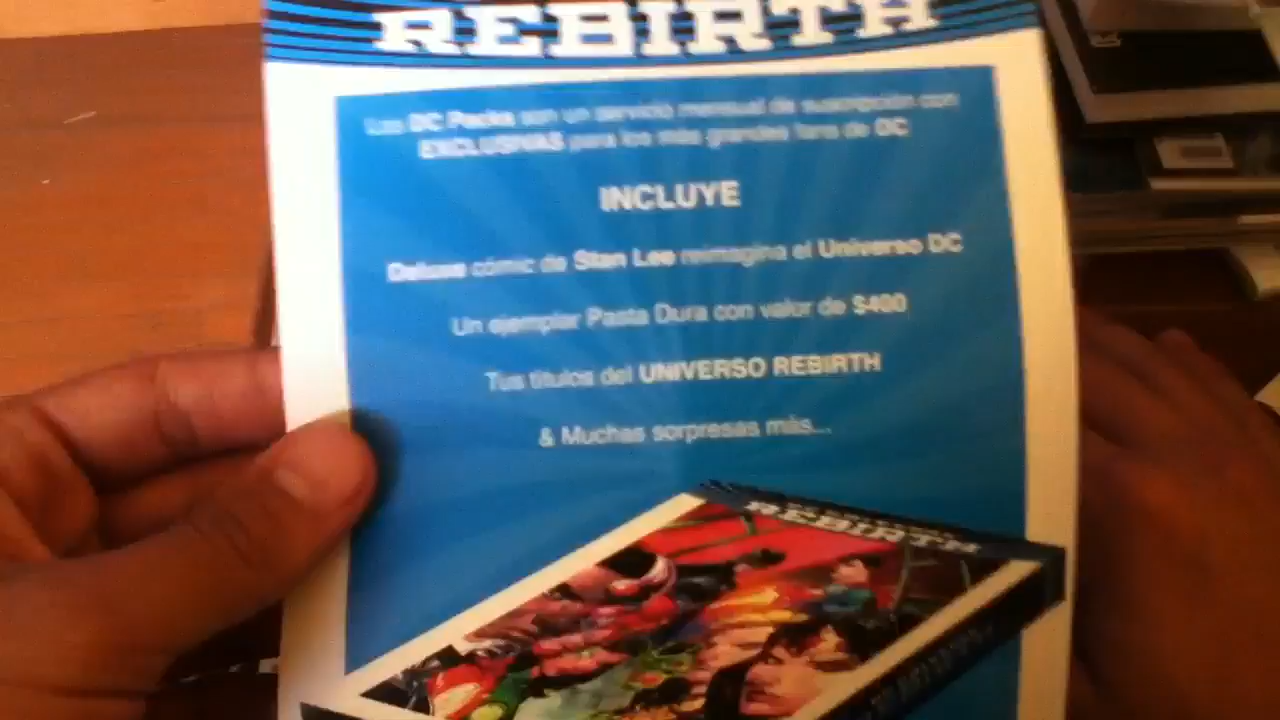 REBIRTH
Los DC Packs son un servicio mensual de suscripción con
EXCLUSIVAS para los más grandes fans de DC
INCLUYE
Deluxe cómic de Stan Lee reimagina el Universo DC
Un ejemplar Pasta Dura con valor de $400
Tus títulos del UNIVERSO REBIRTH
& Muchas sorpresas más...
REBIRTH